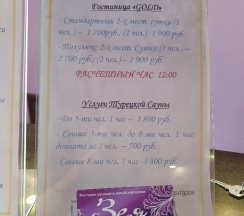 Гостиница «GOLD»
- Стандартный 2-х мест. сутки (1
чел.) – 1 700руб.; (2 чел.)-1 900 руб.
- Полулюкс 2-х мест. Сутки (1
чел.) – 2 700 руб.; (2 чел.)- 2 900 руб.
РАСЧЕТНЫЙ ЧАС 12:00
Услуги Турецкой Сауны
- До 5-ти чел. 1 час – 1 800 руб.
- Свыше 5-ти чел. до 8-ми чел. 1 час
доплата за 1 чел. – 500 руб.
- Свыше 8-ми чел. 1 час – 3 300 руб.